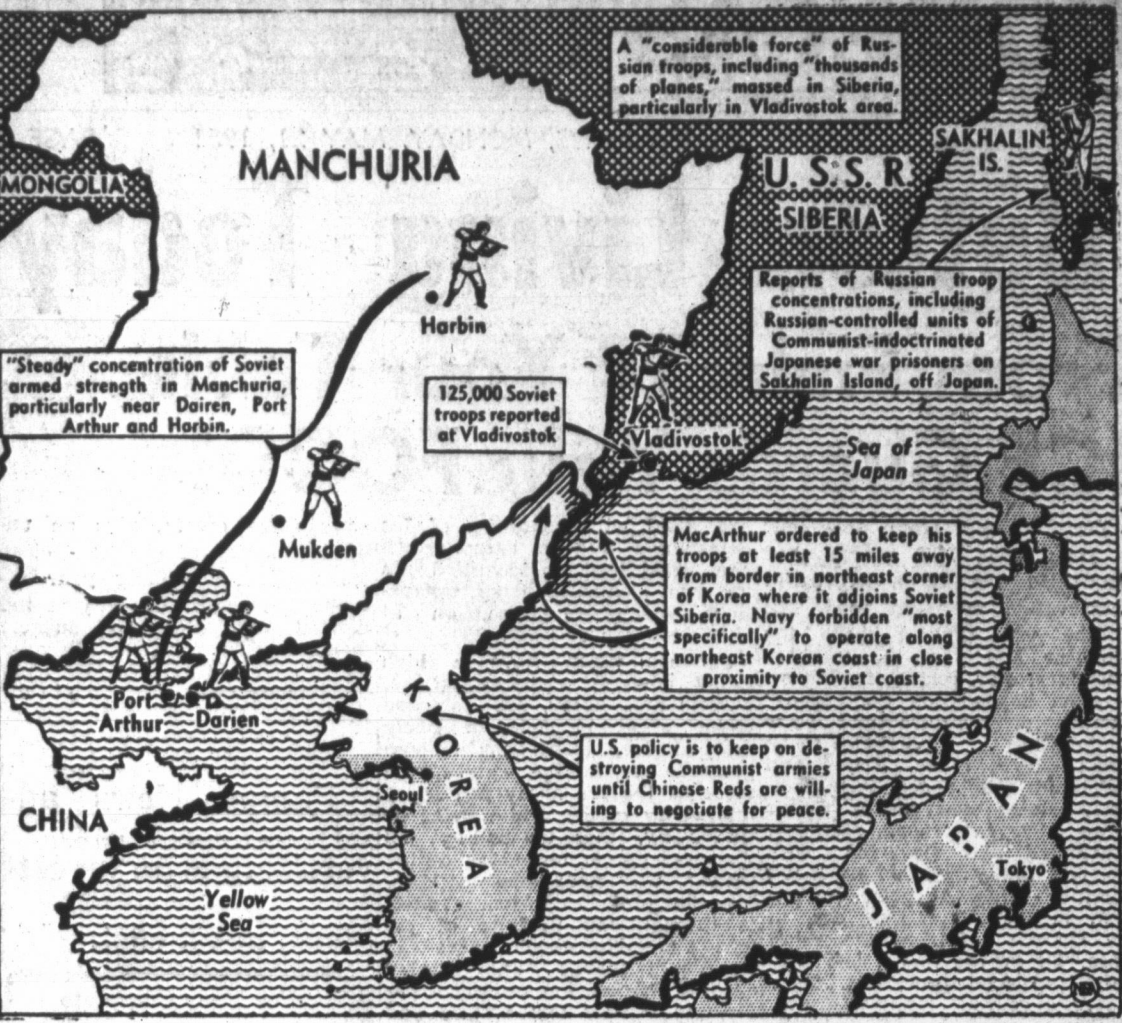 A "considerable force" of Rus-
sian troops, including "thousands
of planes," massed in Siberia,
particularly in Vladivostok area.
SAKHALIN
IS.
MANCHURIA
MONGOLIA
U. S. S. R.
SIBERIA
Harbin
Reports of Russian troop
concentrations, including
Russian-controlled units of
Communist-indoctrinated
Japanese war prisoners on
Sakhalin Island, off Japan.
"Steady" concentration of Soviet
armed strength in Manchuria,
particularly near Dairen, Port
Arthur and Harbin.
125,000 Soviet
troops reported
at Vladivostok
Vladivostok
Sea of
Japan
Mukden
MacArthur ordered to keep his
troops at least 15 miles away
from border in northeast corner
of Korea where it adjoins Soviet
Siberia. Navy forbidden "most
specifically" to operate along
northeast Korean coast in close
proximity to Soviet coast.
Port
Arthur
Darien
KOREA
U.S. policy is to keep on de-
stroying Communist armies
until Chinese Reds are will-
ing to negotiate for peace.
Seoul
CHINA
JAPAN
Tokyo
Yellow
Sea
NEA